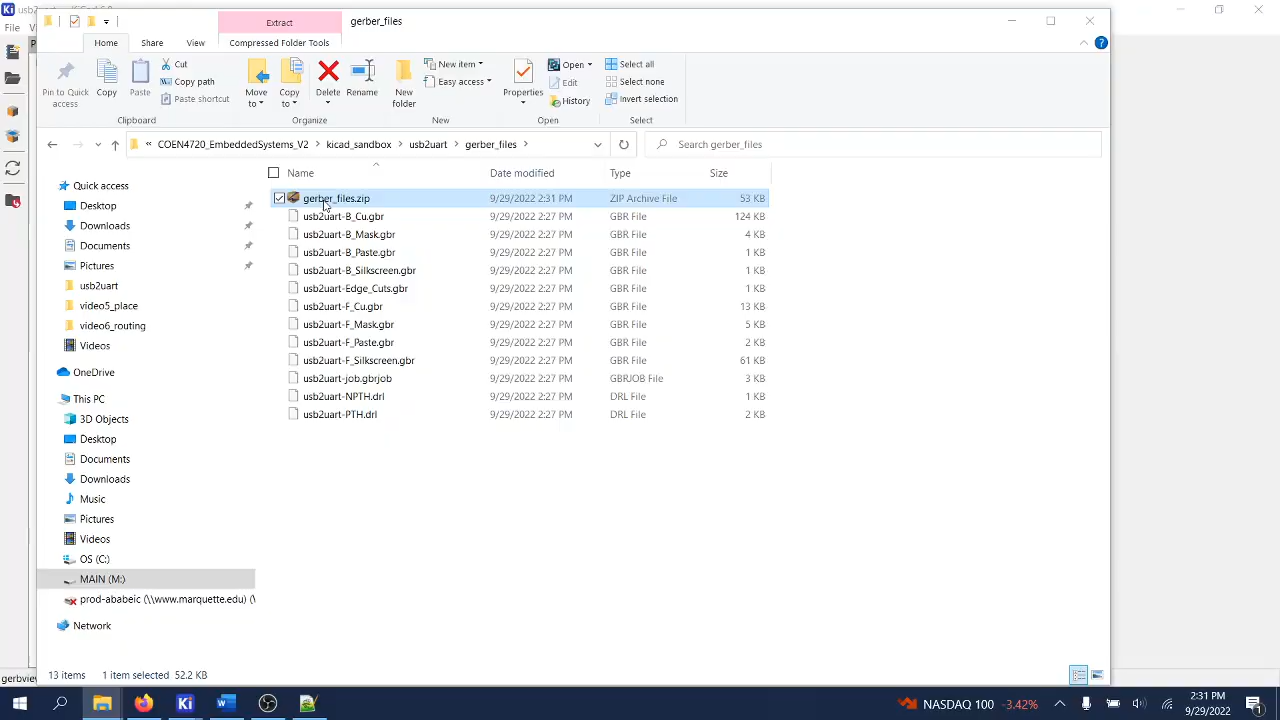 usb2
File
Extract
gerber_files
Home
Share
View
Compressed Folder Tools
Pin to Quick access
Copy
Paste
Cut
Copy path
Paste shortcut
Clipboard
Move to
Copy to
Delete
Rename
Organize
New folder
New item
Easy access
New
Properties
Open
Edit
History
Open
Select all
Select none
Invert selection
Select
« COEN4720_EmbeddedSystems_V2 > kicad_sandbox > usb2uart > gerber_files >
Search gerber_files
Name Date modified Type Size
gerber_files.zip 9/29/2022 2:31 PM ZIP Archive File 53 KB
usb2uart-B_Cu.gbr 9/29/2022 2:27 PM GBR File 124 KB
usb2uart-B_Mask.gbr 9/29/2022 2:27 PM GBR File 4 KB
usb2uart-B_Paste.gbr 9/29/2022 2:27 PM GBR File 1 KB
usb2uart-B_Silkscreen.gbr 9/29/2022 2:27 PM GBR File 1 KB
usb2uart-Edge_Cuts.gbr 9/29/2022 2:27 PM GBR File 1 KB
usb2uart-F_Cu.gbr 9/29/2022 2:27 PM GBR File 13 KB
usb2uart-F_Mask.gbr 9/29/2022 2:27 PM GBR File 5 KB
usb2uart-F_Paste.gbr 9/29/2022 2:27 PM GBR File 2 KB
usb2uart-F_Silkscreen.gbr 9/29/2022 2:27 PM GBR File 61 KB
usb2uart-job.gbrjob 9/29/2022 2:27 PM GBRJOB File 3 KB
usb2uart-NPTH.drl 9/29/2022 2:27 PM DRL File 1 KB
usb2uart-PTH.drl 9/29/2022 2:27 PM DRL File 2 KB
Quick access
Desktop
Downloads
Documents
Pictures
usb2uart
video5_place
video6_routing
Videos
OneDrive
This PC
3D Objects
Desktop
Documents
Downloads
Music
Pictures
Videos
OS (C:)
MAIN (M:)
prod-ababeic (\\www.marquette.edu) (\
Network
13 items 1 item selected 52.2 KB
gerbvie
NASDAQ 100 -3.42%
2:31 PM
9/29/2022